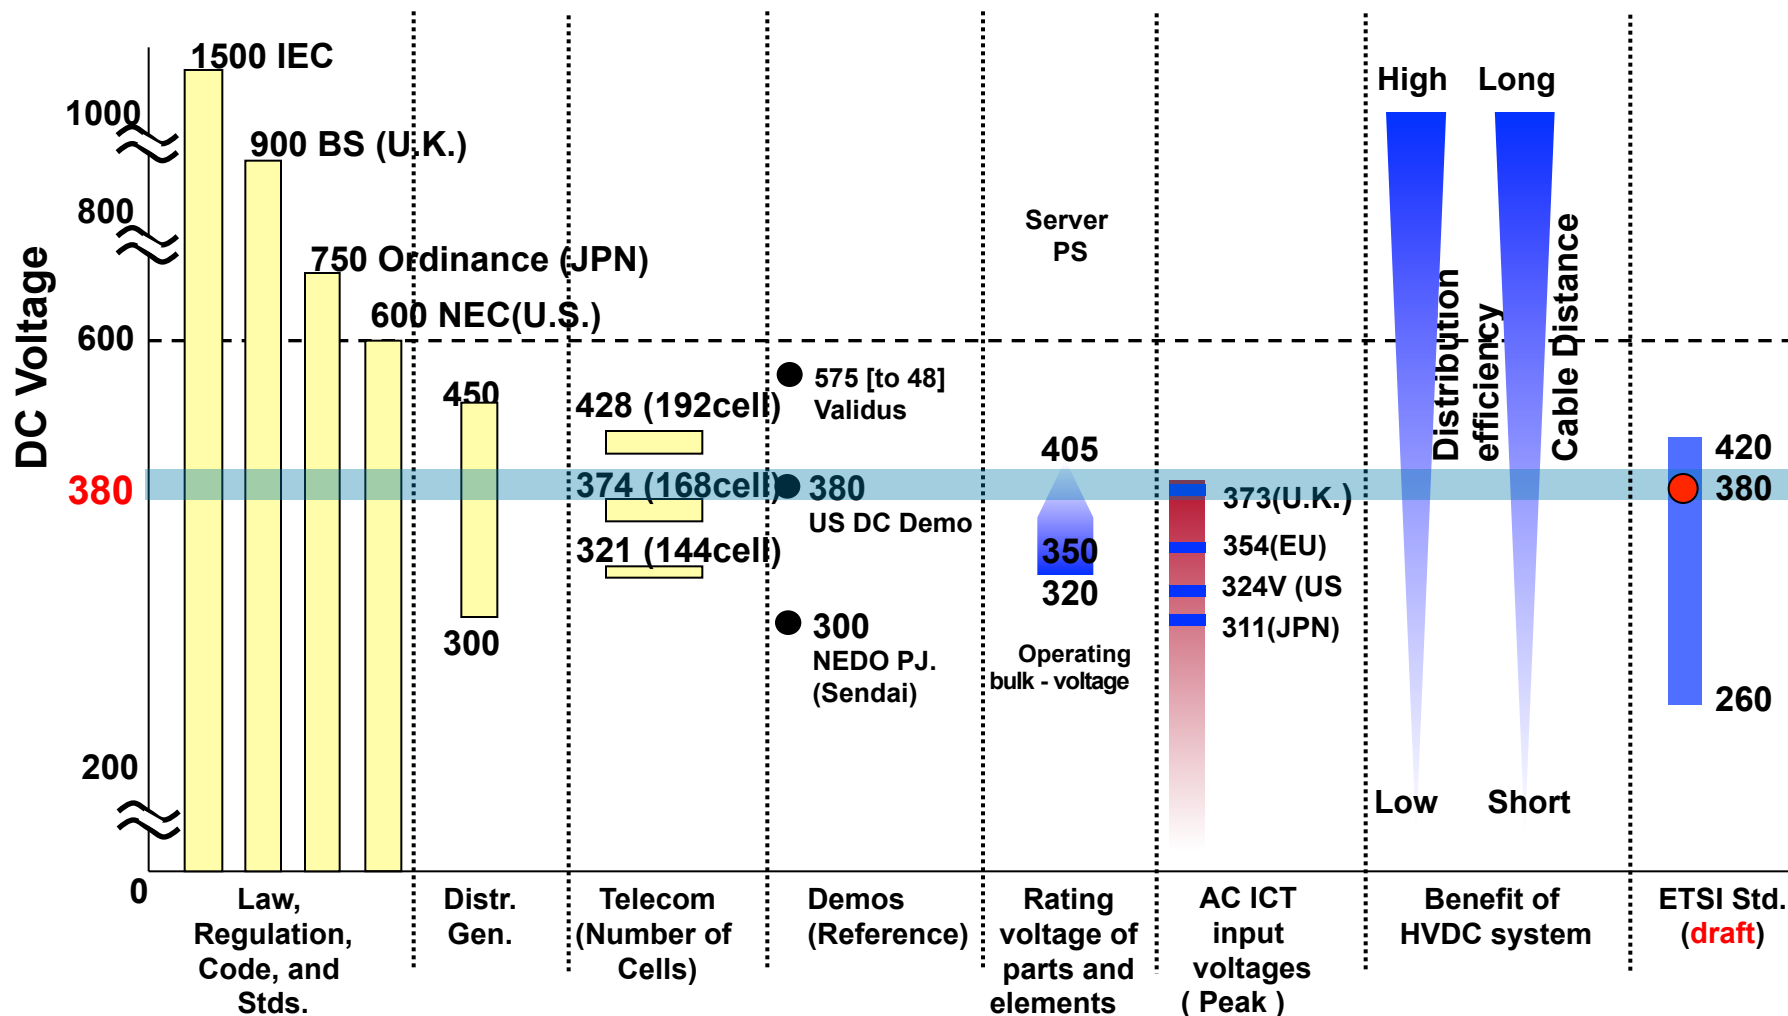 DC Voltage
1000
800
600
380
200
0
1500 IEC
900 BS (U.K.)
750 Ordinance (JPN)
600 NEC(U.S.)
450
300
428 (192cell)
374 (168cell)
321 (144cell)
575 [to 48]
Validus
380
US DC Demo
300
NEDO PJ.
(Sendai)
Server
PS
405
350
320
Operating
bulk - voltage
373(U.K.)
354(EU)
324V (US
311(JPN)
High
Long
Distribution
efficiency
Cable Distance
Low
Short
420
380
260
Law,
Regulation,
Code, and
Stds.
Distr.
Gen.
Telecom
(Number of
Cells)
Demos
(Reference)
Rating
voltage of
parts and
elements
AC ICT
input
voltages
( Peak )
Benefit of
HVDC system
ETSI Std.
(draft)